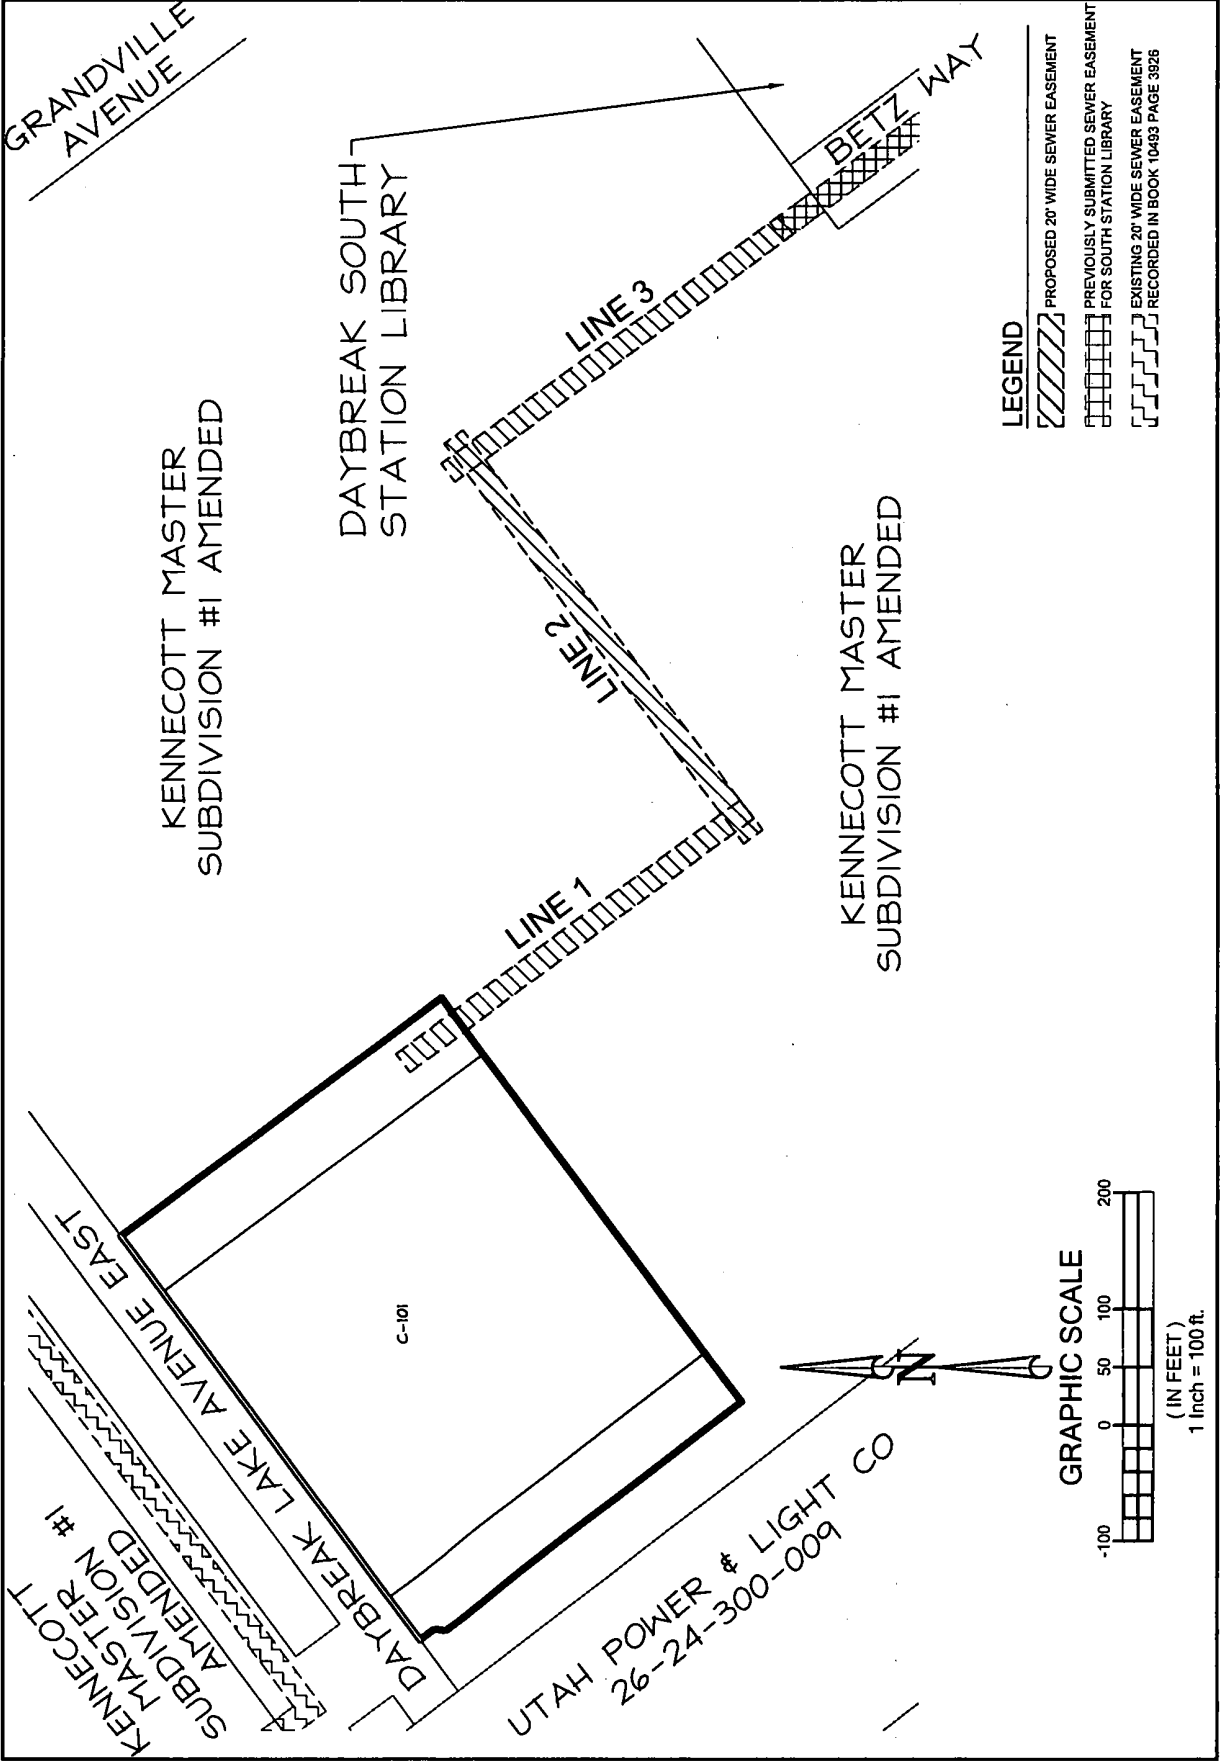 GRANDVILLE
AVENUE
KENNECOTT MASTER
SUBDIVISION #1 AMENDED
DAYBREAK SOUTH
STATION LIBRARY
BETZ WAY
LINE 3
LINE 2
LINE 1
KENNECOTT MASTER
SUBDIVISION #1 AMENDED
KENNECOTT
MASTER
SUBDIVISION #1
AMENDED
DAYBREAK LAKE AVENUE EAST
C-101
UTAH POWER & LIGHT CO
26-24-300-009
N
LEGEND
PROPOSED 20' WIDE SEWER EASEMENT
PREVIOUSLY SUBMITTED SEWER EASEMENT
FOR SOUTH STATION LIBRARY
EXISTING 20' WIDE SEWER EASEMENT
RECORDED IN BOOK 10493 PAGE 3926
GRAPHIC SCALE
-100 0 50 100 200
( IN FEET )
1 Inch = 100 ft.